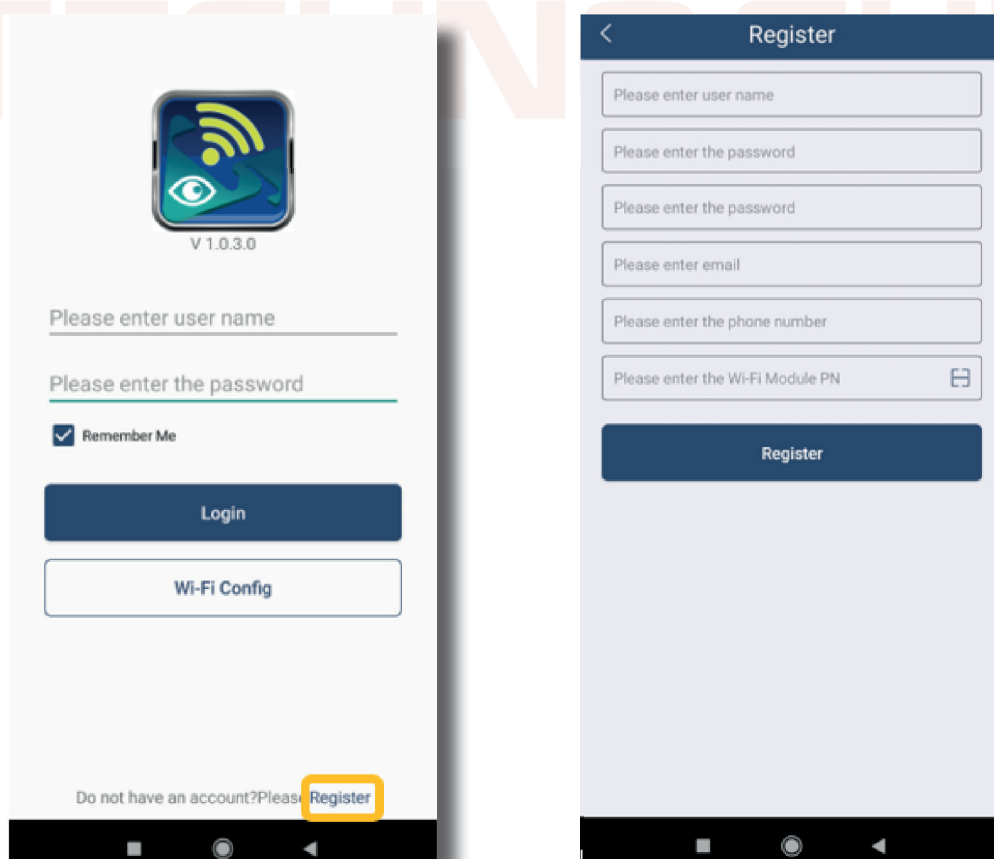 V 1.0.3.0
Please enter user name
Please enter the password
Remember Me
Login
Wi-Fi Config
Do not have an account?Please Register
Register
Please enter user name
Please enter the password
Please enter the password
Please enter email
Please enter the phone number
Please enter the Wi-Fi Module PN
Register